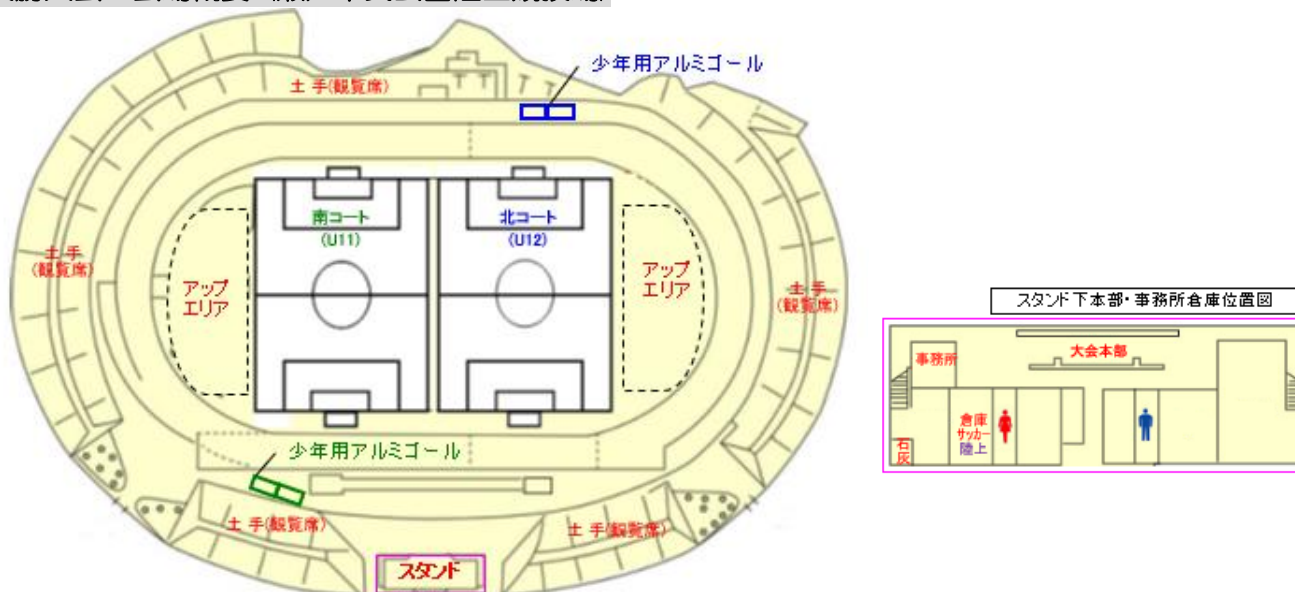 少年用アルミゴール
土 手(観覧席)
南コート
(U11)
北コート
(U12)
土 手
(観覧席)
アップ
エリア
アップ
エリア
土 手
(観覧席)
スタンド下本部・事務所倉庫位置図
事務所
大会本部
倉庫
サッカー
陸上
石
灰
少年用アルミゴール
土 手(観覧席)
土 手(観覧席)
スタンド